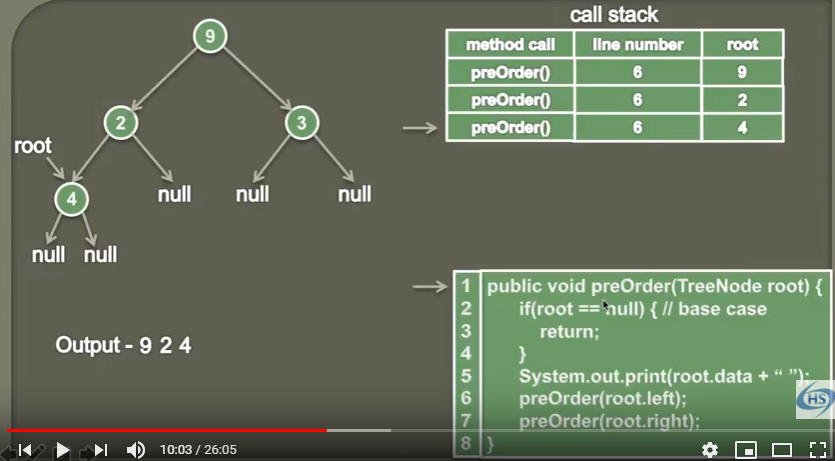 call stack
method call line number root
preOrder() 6 9
preOrder() 6 2
preOrder() 6 4
9
2 3
root
4 null null null
null null
Output - 9 2 4
1 public void preOrder(TreeNode root) {
2 if(root == null) { // base case
3 return;
4 }
5 System.out.print(root.data + “ ”);
6 preOrder(root.left);
7 preOrder(root.right);
8 }
HS
10:03 / 26:05